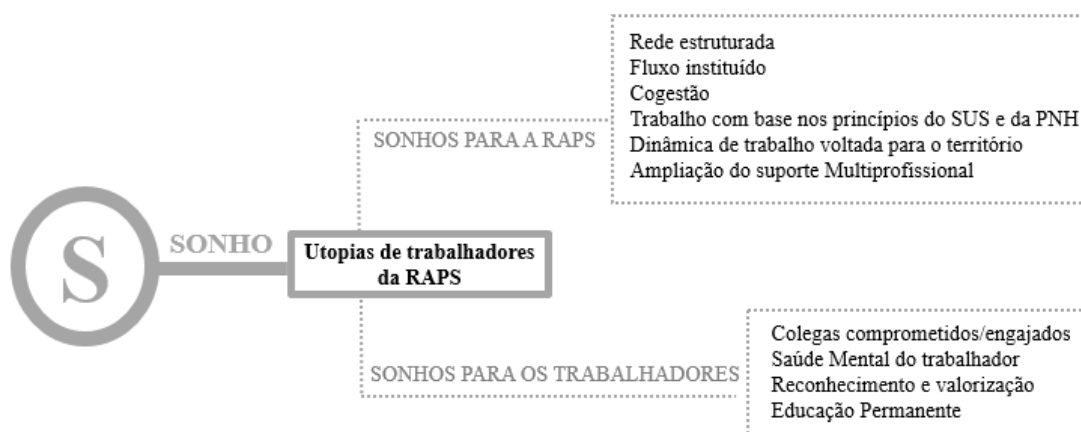 S
SONHO
Utopias de trabalhadores
da RAPS
SONHOS PARA A RAPS
Rede estruturada
Fluxo instituído
Cogestão
Trabalho com base nos princípios do SUS e da PNH
Dinâmica de trabalho voltada para o território
Ampliação do suporte Multiprofissional
SONHOS PARA OS TRABALHADORES
Colegas comprometidos/engajados
Saúde Mental do trabalhador
Reconhecimento e valorização
Educação Permanente